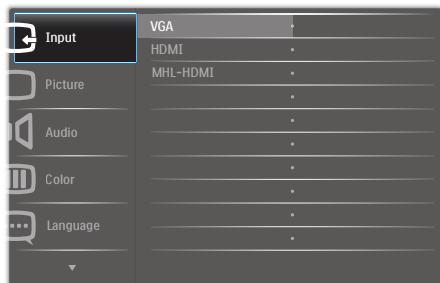 Input
VGA
HDMI
MHL-HDMI
Picture
Audio
Color
Language